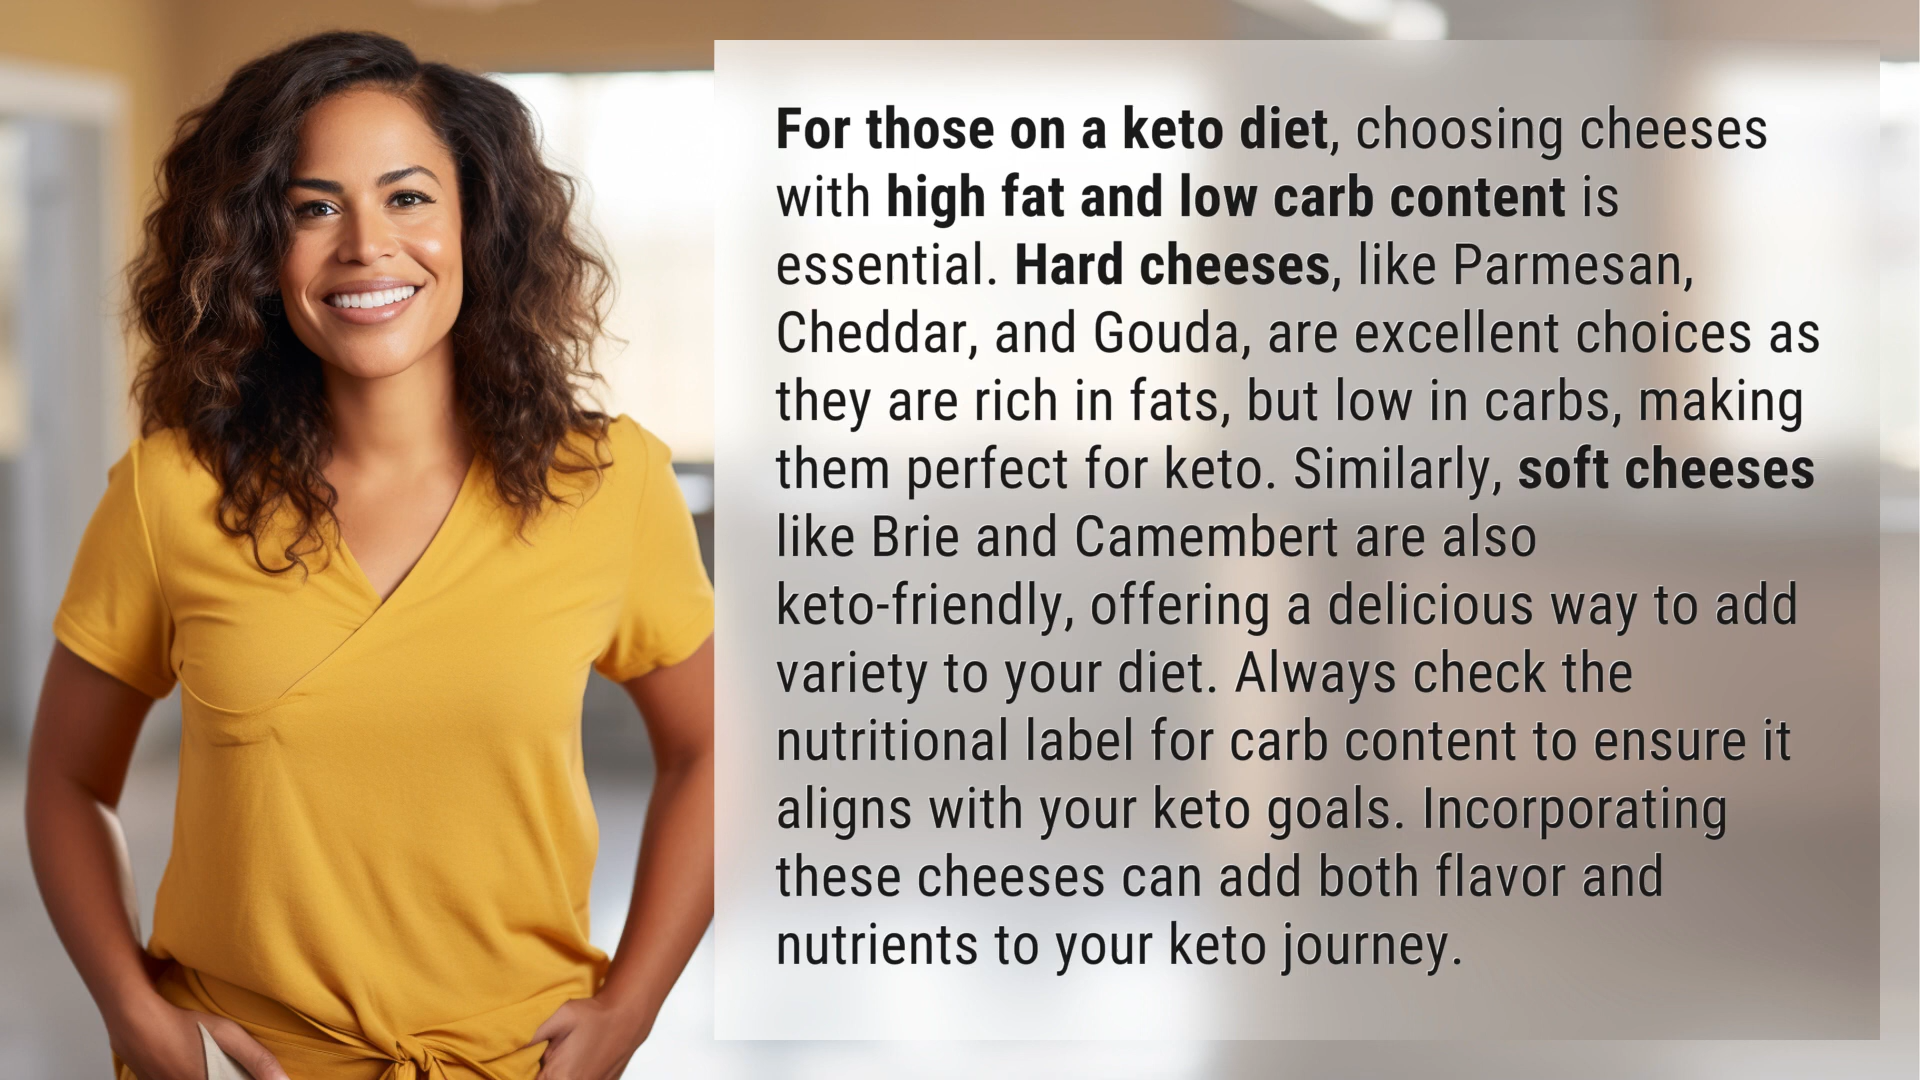 For those on a keto diet, choosing cheeses
with high fat and low carb content is
essential. Hard cheeses, like Parmesan,
Cheddar, and Gouda, are excellent choices as
they are rich in fats, but low in carbs, making
them perfect for keto. Similarly, soft cheeses
like Brie and Camembert are also
keto-friendly, offering a delicious way to add
variety to your diet. Always check the
nutritional label for carb content to ensure it
aligns with your keto goals. Incorporating
these cheeses can add both flavor and
nutrients to your keto journey.